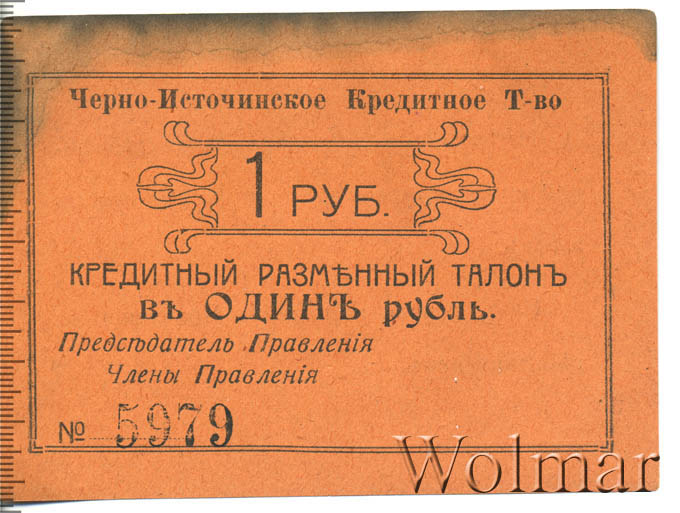 Черно-Источинское Кредитное Т-во
1 РУБ.
КРЕДИТНЫЙ РАЗМѢННЫЙ ТАЛОНЪ
въ ОДИНЪ рубль.
Предсѣдатель Правленія
Члены Правленія
№ 5979
Wolmar